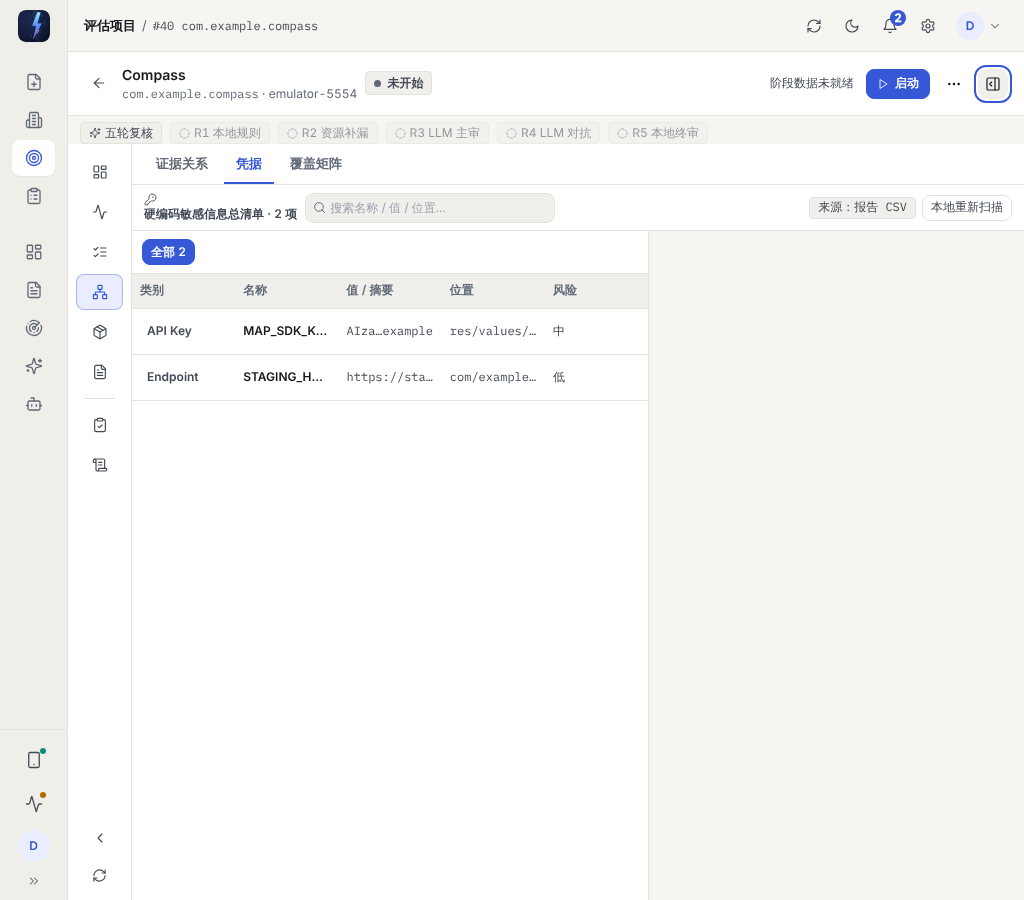 评估项目 / #40 com.example.compass
2
D
Compass
com.example.compass · emulator-5554
未开始
阶段数据未就绪
启动
五轮复核
R1 本地规则
R2 资源补漏
R3 LLM 主审
R4 LLM 对抗
R5 本地终审
证据关系
凭据
覆盖矩阵
硬编码敏感信息总清单 · 2 项
搜索名称 / 值 / 位置…
来源：报告 CSV
本地重新扫描
全部 2
类别 名称 值 / 摘要 位置 风险
API Key MAP_SDK_K… AIza…example res/values/… 中
Endpoint STAGING_H… https://sta… com/example… 低
D